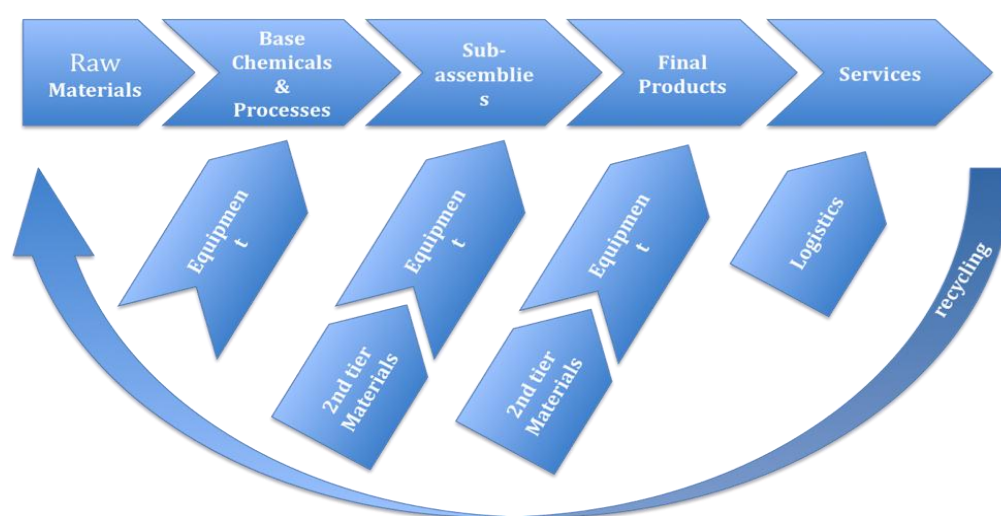 Raw
Materials
Base
Chemicals
&
Processes
Sub-
assemblie
s
Final
Products
Services
Equipmen
t
Equipmen
t
Equipmen
t
Logistics
recycling
2nd tier
Materials
2nd tier
Materials